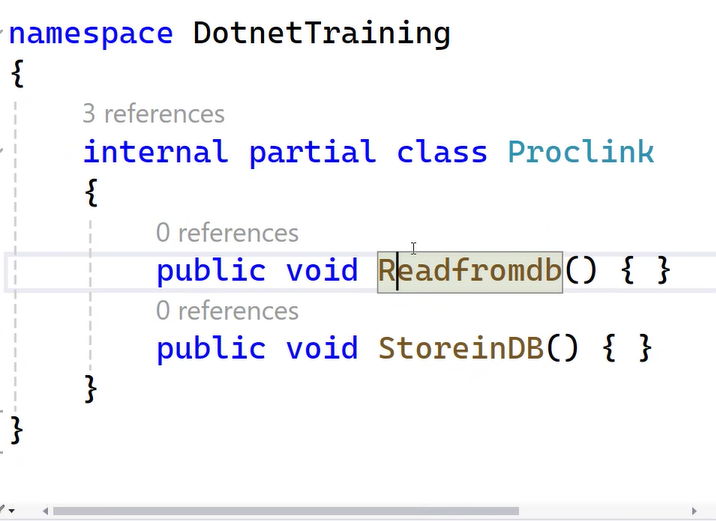 namespace DotnetTraining
{
3 references
internal partial class Proclink
{
0 references
public void Readfromdb() { }
0 references
public void StoreinDB() { }
}
}